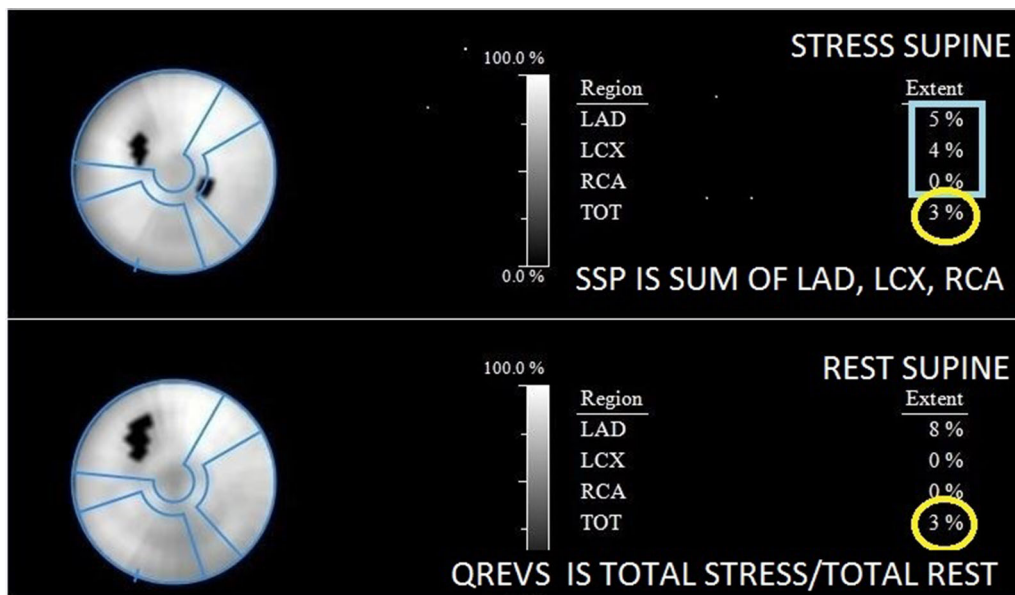 STRESS SUPINE
100.0 %
Region Extent
LAD 5 %
LCX 4 %
RCA 0 %
TOT 3 %
0.0 %
SSP IS SUM OF LAD, LCX, RCA
REST SUPINE
100.0 %
Region Extent
LAD 8 %
LCX 0 %
RCA 0 %
TOT 3 %
QREVS IS TOTAL STRESS/TOTAL REST